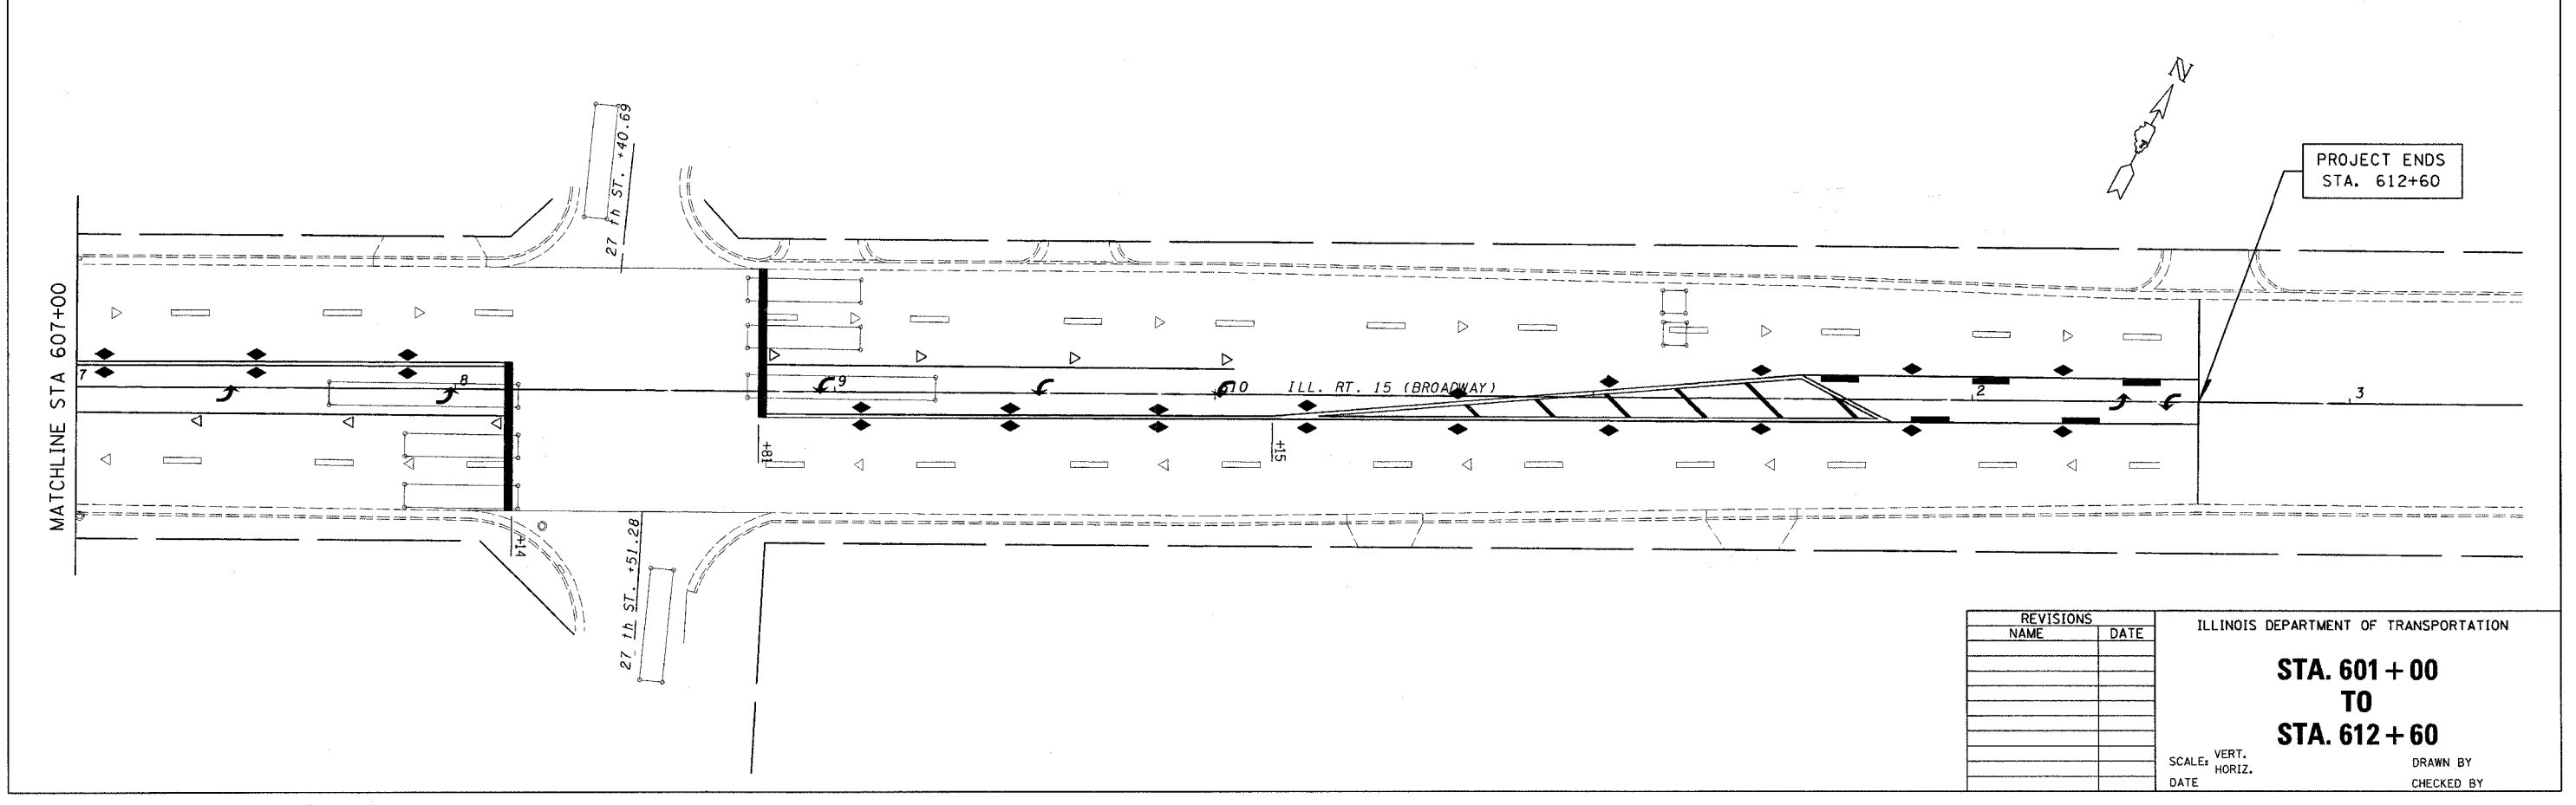 N
PROJECT ENDS
STA. 612+60
27 th ST. +40.69
MATCHLINE STA 607+00
7
8
9
10
ILL. RT. 15 (BROADWAY)
2
3
+81
+15
+14
27 th ST. +51.28
REVISIONS
NAME DATE
ILLINOIS DEPARTMENT OF TRANSPORTATION
STA. 601+00
TO
STA. 612+60
SCALE: VERT.
HORIZ.
DATE
DRAWN BY
CHECKED BY